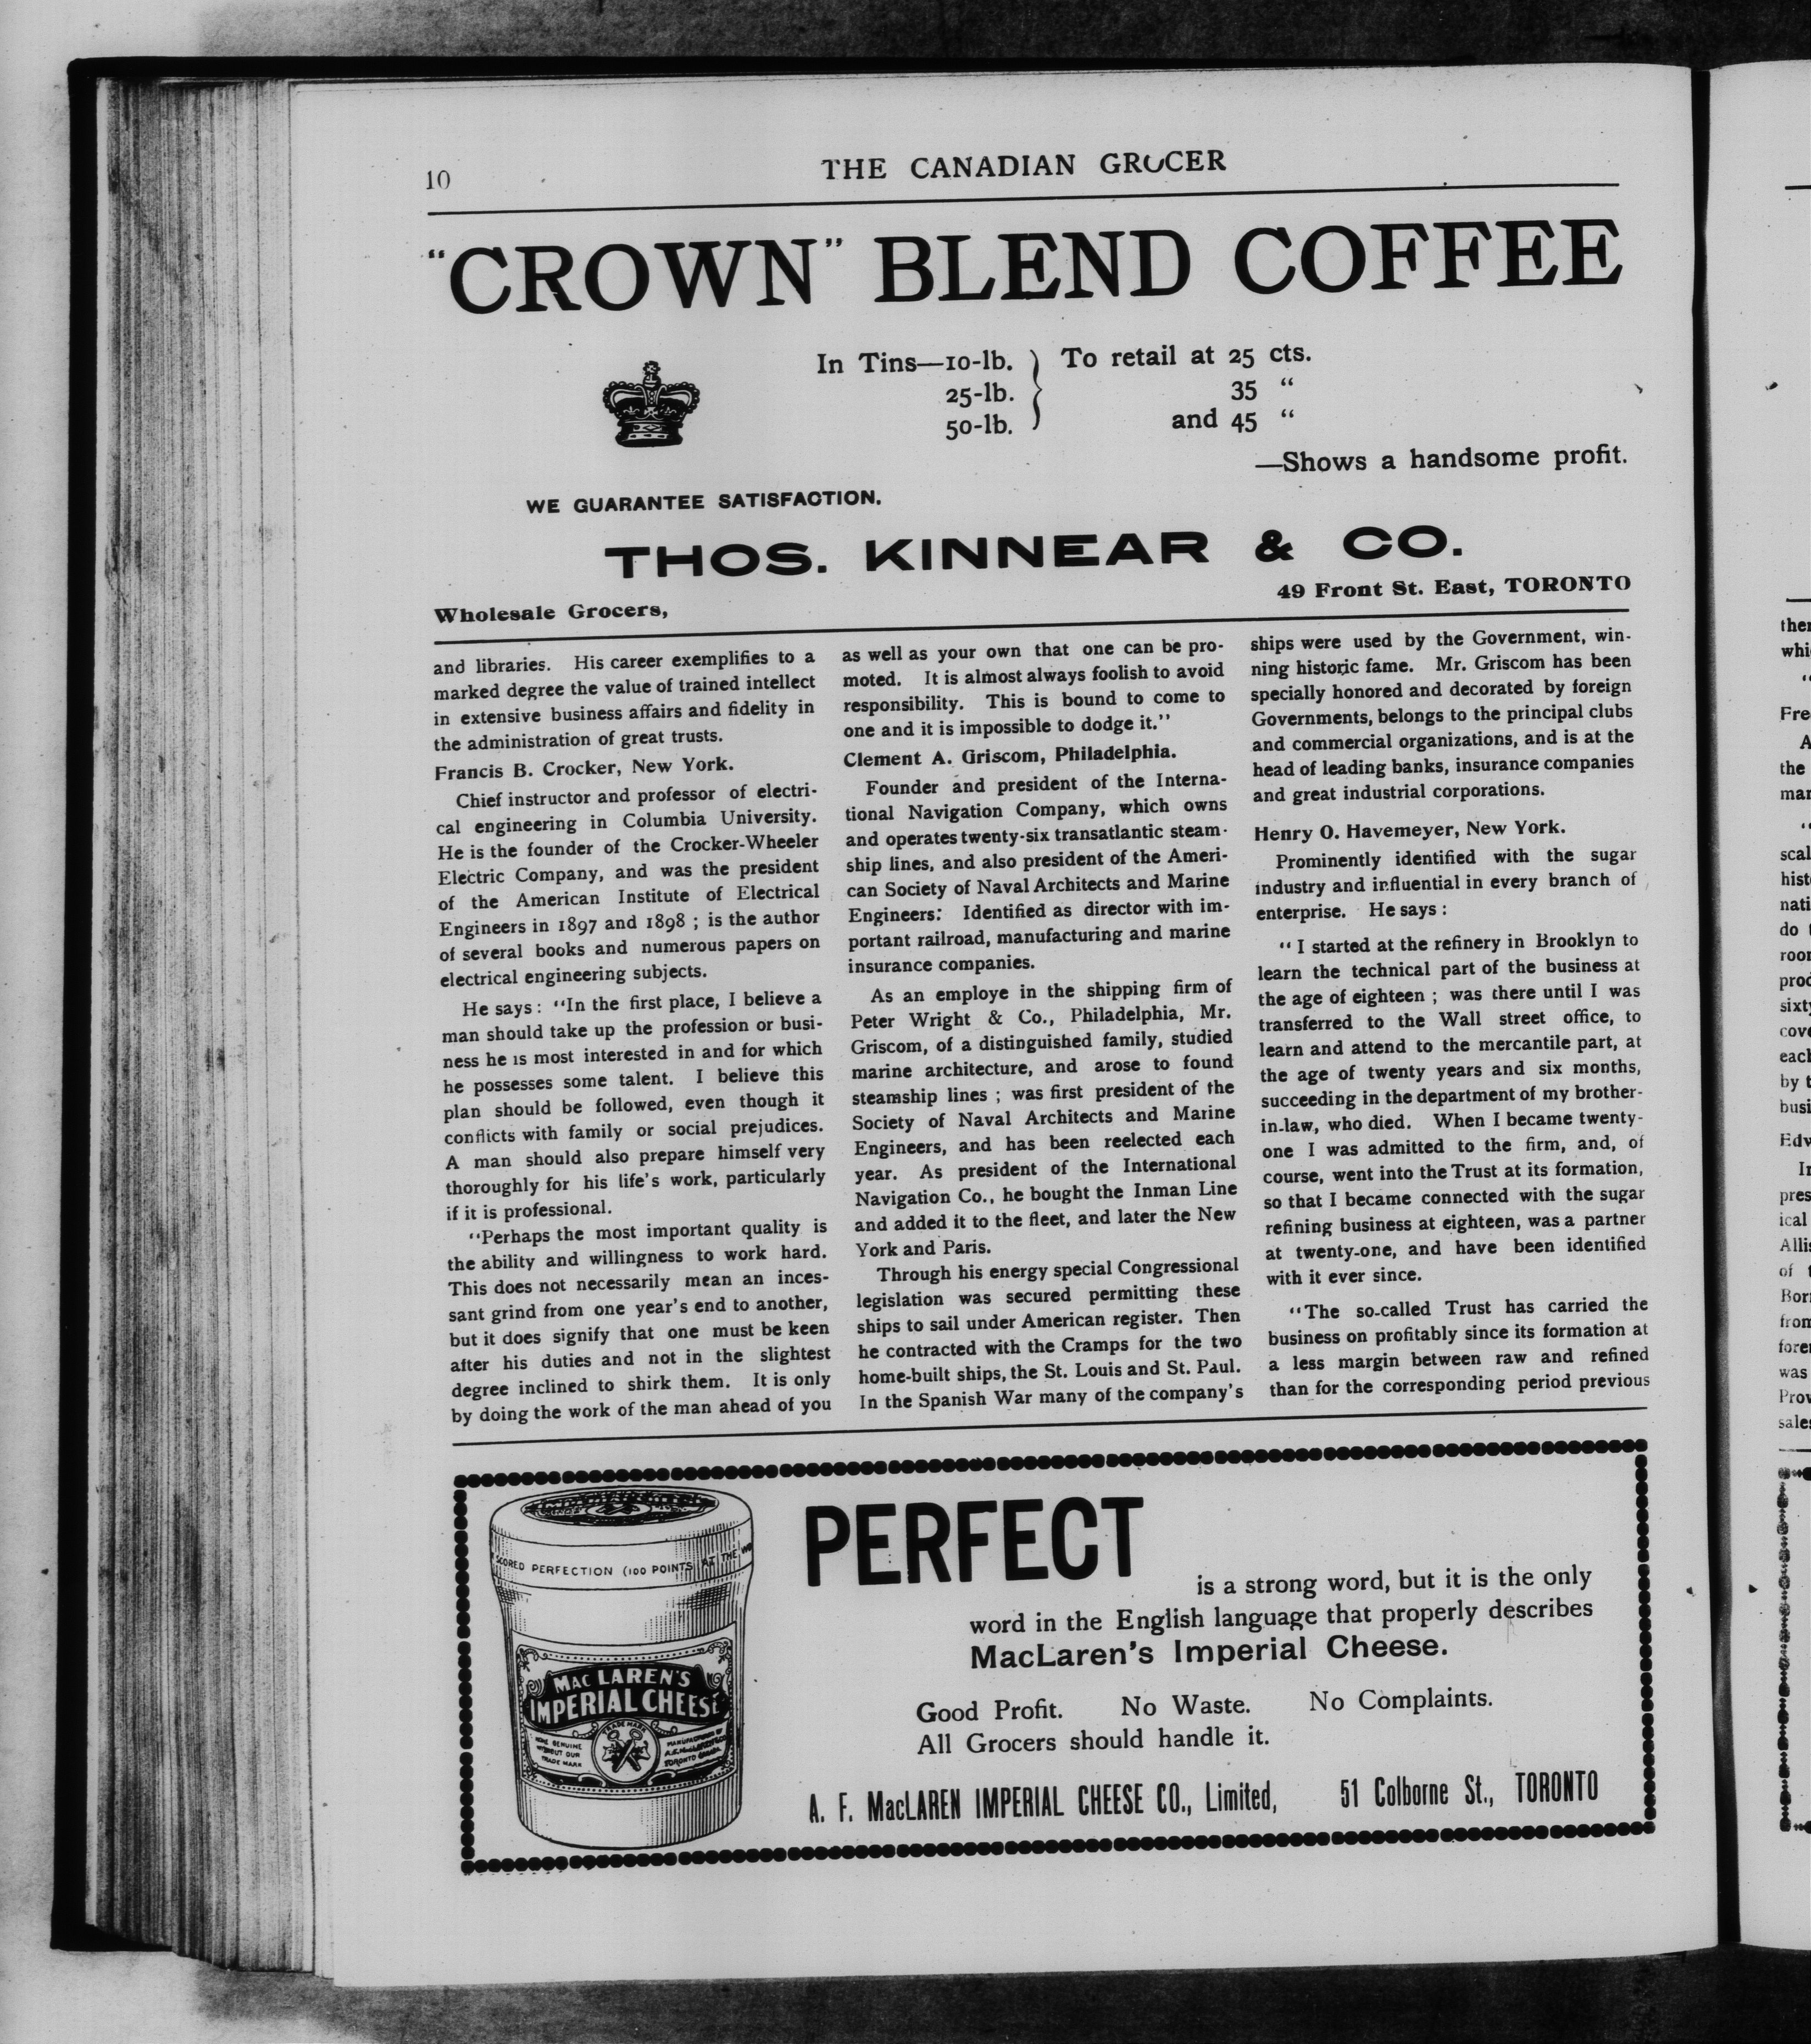 10
THE CANADIAN GROCER
"CROWN" BLEND COFFEE
In Tins—10-lb. } To retail at 25 cts.
25-lb. 35 "
50-lb. and 45 "
—Shows a handsome profit.
WE GUARANTEE SATISFACTION.
THOS. KINNEAR & CO.
Wholesale Grocers,
49 Front St. East, TORONTO
and libraries. His career exemplifies to a
marked degree the value of trained intellect
in extensive business affairs and fidelity in
the administration of great trusts.
Francis B. Crocker, New York.
Chief instructor and professor of electri-
cal engineering in Columbia University.
He is the founder of the Crocker-Wheeler
Electric Company, and was the president
of the American Institute of Electrical
Engineers in 1897 and 1898 ; is the author
of several books and numerous papers on
electrical engineering subjects.
He says: "In the first place, I believe a
man should take up the profession or busi-
ness he is most interested in and for which
he possesses some talent. I believe this
plan should be followed, even though it
conflicts with family or social prejudices.
A man should also prepare himself very
thoroughly for his life's work, particularly
if it is professional.
"Perhaps the most important quality is
the ability and willingness to work hard.
This does not necessarily mean an inces-
sant grind from one year's end to another,
but it does signify that one must be keen
after his duties and not in the slightest
degree inclined to shirk them. It is only
by doing the work of the man ahead of you
as well as your own that one can be pro-
moted. It is almost always foolish to avoid
responsibility. This is bound to come to
one and it is impossible to dodge it."
Clement A. Griscom, Philadelphia.
Founder and president of the Interna-
tional Navigation Company, which owns
and operates twenty-six transatlantic steam-
ship lines, and also president of the Ameri-
can Society of Naval Architects and Marine
Engineers: Identified as director with im-
portant railroad, manufacturing and marine
insurance companies.
As an employe in the shipping firm of
Peter Wright & Co., Philadelphia, Mr.
Griscom, of a distinguished family, studied
marine architecture, and arose to found
steamship lines ; was first president of the
Society of Naval Architects and Marine
Engineers, and has been reelected each
year. As president of the International
Navigation Co., he bought the Inman Line
and added it to the fleet, and later the New
York and Paris.
Through his energy special Congressional
legislation was secured permitting these
ships to sail under American register. Then
he contracted with the Cramps for the two
home-built ships, the St. Louis and St. Paul.
In the Spanish War many of the company's
ships were used by the Government, win-
ning historic fame. Mr. Griscom has been
specially honored and decorated by foreign
Governments, belongs to the principal clubs
and commercial organizations, and is at the
head of leading banks, insurance companies
and great industrial corporations.
Henry O. Havemeyer, New York.
Prominently identified with the sugar
industry and influential in every branch of
enterprise. He says:
"I started at the refinery in Brooklyn to
learn the technical part of the business at
the age of eighteen ; was there until I was
transferred to the Wall street office, to
learn and attend to the mercantile part, at
the age of twenty years and six months,
succeeding in the department of my brother-
in-law, who died. When I became twenty-
one I was admitted to the firm, and, of
course, went into the Trust at its formation,
so that I became connected with the sugar
refining business at eighteen, was a partner
at twenty-one, and have been identified
with it ever since.
"The so-called Trust has carried the
business on profitably since its formation at
a less margin between raw and refined
than for the corresponding period previous
SCORED PERFECTION (100 POINTS) AT THE
MACLAREN'S
IMPERIAL CHEESE
TRADE MARK
NONE GENUINE
WITHOUT OUR
TRADE MARK
MANUFACTURED BY
TORONTO CANADA
PERFECT
is a strong word, but it is the only
word in the English language that properly describes
MacLaren's Imperial Cheese.
Good Profit. No Waste. No Complaints.
All Grocers should handle it.
A. F. MacLAREN IMPERIAL CHEESE CO., Limited, 51 Colborne St., TORONTO